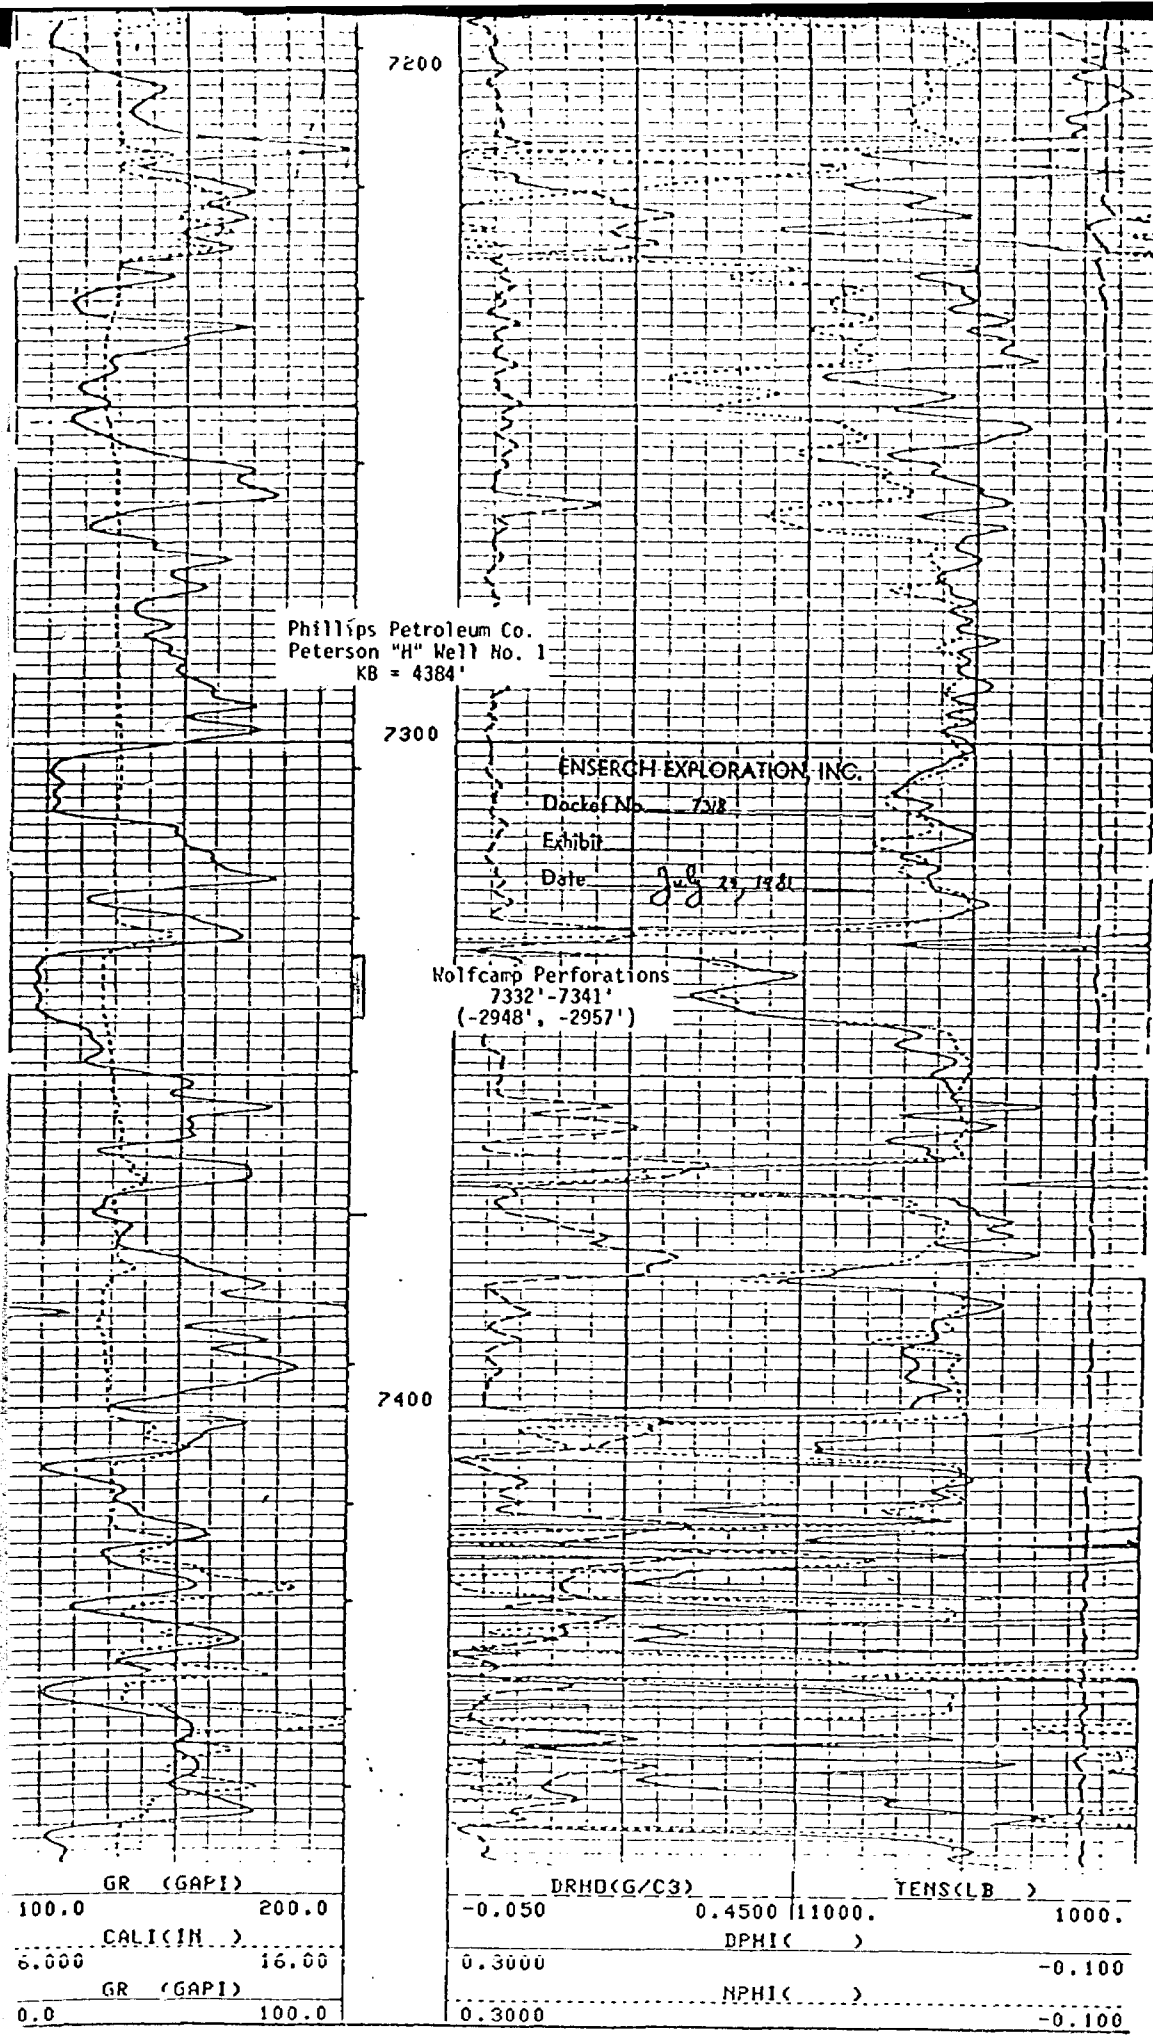 7200
Phillips Petroleum Co.
Peterson "H" Well No. 1
KB = 4384'
7300
ENSERCH EXPLORATION, INC.
Docket No. 7318
Exhibit
Date July 29, 1981
Wolfcamp Perforations
7332'-7341'
(-2948', -2957')
7400
GR (GAPI)
100.0 200.0
CALI(IN )
6.000 16.00
GR (GAPI)
0.0 100.0
DRHO(G/C3) TENS(LB )
-0.050 0.4500 11000. 1000.
DPHI( )
0.3000 -0.100
NPHI( )
0.3000 -0.100